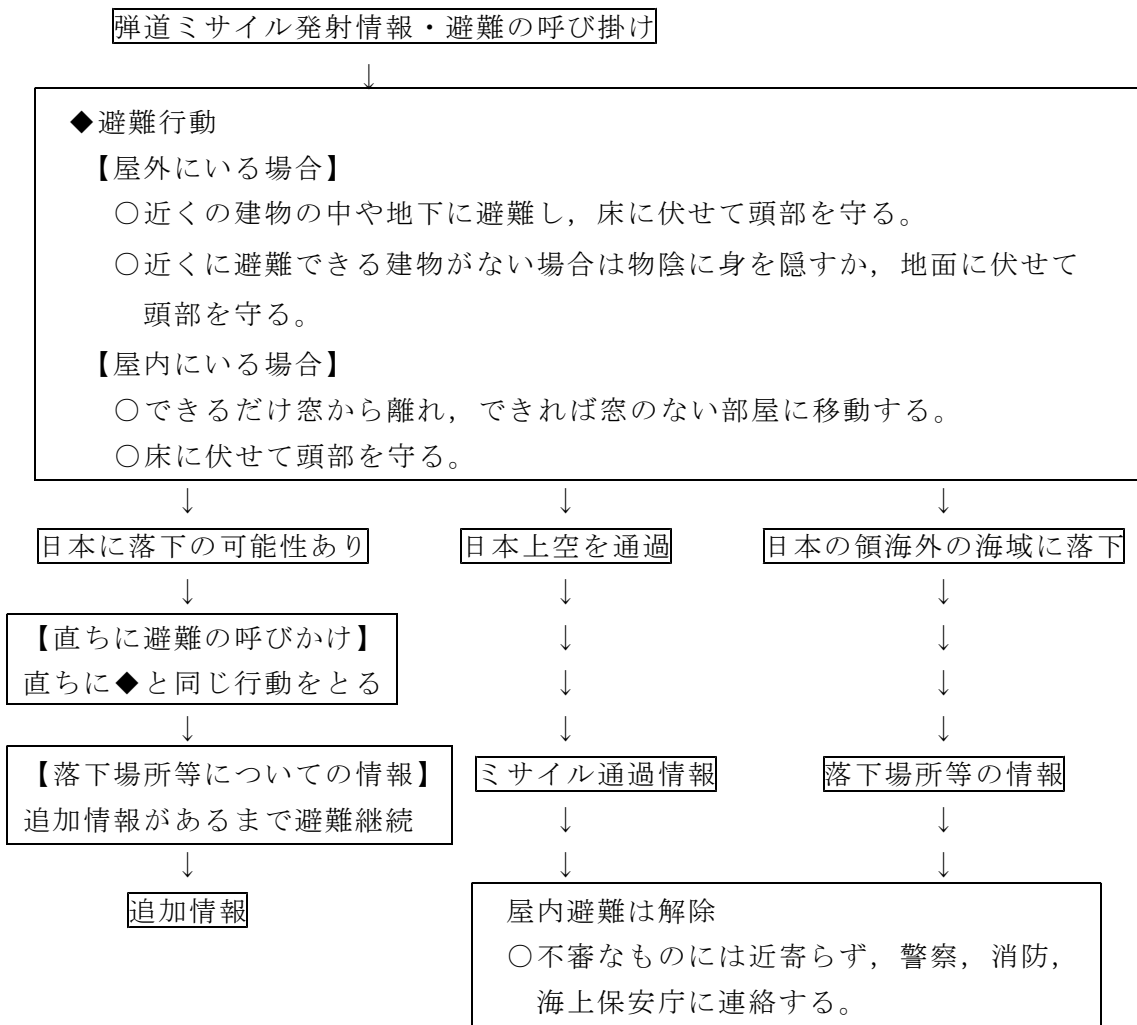 弾道ミサイル発射情報・避難の呼び掛け
↓
◆避難行動
【屋外にいる場合】
○近くの建物の中や地下に避難し，床に伏せて頭部を守る。
○近くに避難できる建物がない場合は物陰に身を隠すか，地面に伏せて
頭部を守る。
【屋内にいる場合】
○できるだけ窓から離れ，できれば窓のない部屋に移動する。
○床に伏せて頭部を守る。
↓ ↓ ↓
日本に落下の可能性あり 日本上空を通過 日本の領海外の海域に落下
↓ ↓ ↓
【直ちに避難の呼びかけ】 ↓ ↓
直ちに◆と同じ行動をとる ↓ ↓
↓ ↓ ↓
【落下場所等についての情報】 ミサイル通過情報 落下場所等の情報
追加情報があるまで避難継続 ↓ ↓
↓ ↓ ↓
追加情報 屋内避難は解除
○不審なものには近寄らず，警察，消防，
海上保安庁に連絡する。